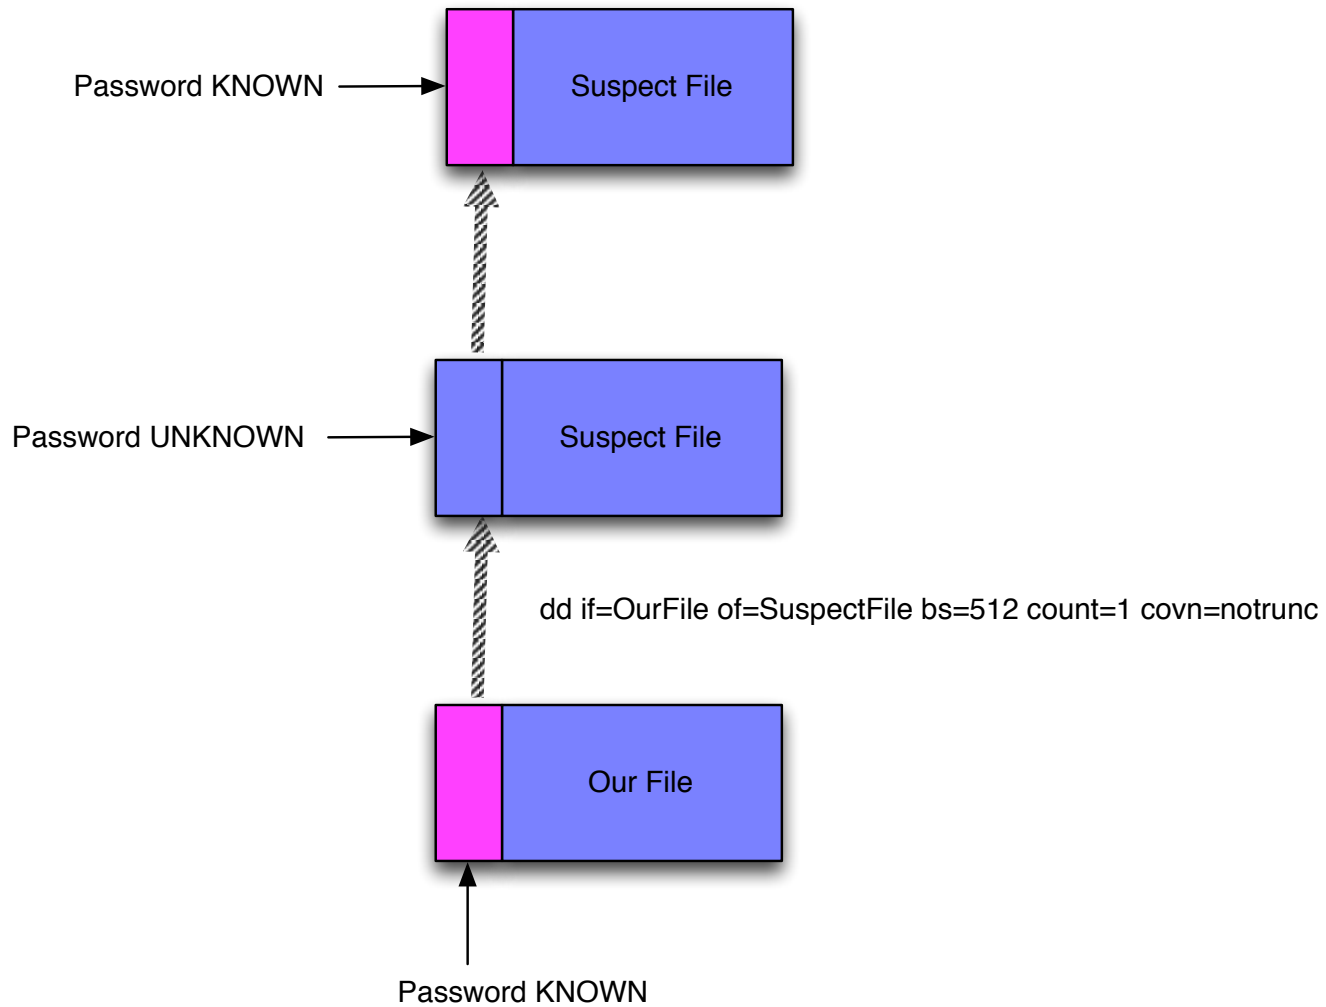 Password KNOWN
Suspect File
Password UNKNOWN
Suspect File
dd if=OurFile of=SuspectFile bs=512 count=1 covn=notrunc
Our File
Password KNOWN